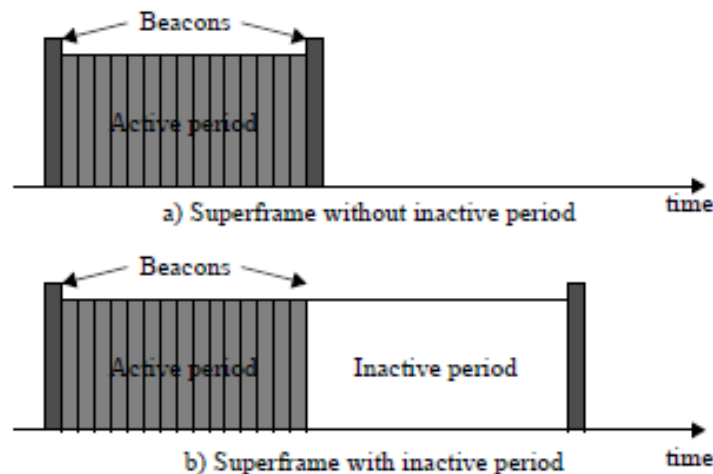 Beacons
Active period
time
a) Superframe without inactive period
Beacons
Active period
Inactive period
time
b) Superframe with inactive period